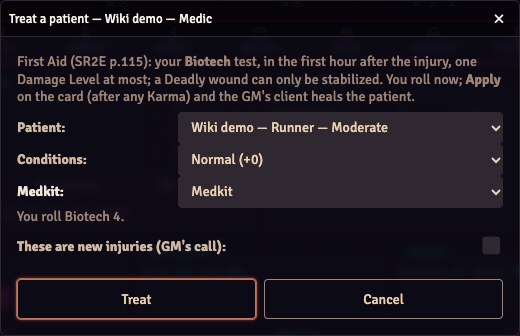 Treat a patient — Wiki demo — Medic
First Aid (SR2E p.115): your Biotech test, in the first hour after the injury, one
Damage Level at most; a Deadly wound can only be stabilized. You roll now; Apply
on the card (after any Karma) and the GM's client heals the patient.
Patient: Wiki demo — Runner — Moderate
Conditions: Normal (+0)
Medkit: Medkit
You roll Biotech 4.
These are new injuries (GM's call):
Treat Cancel